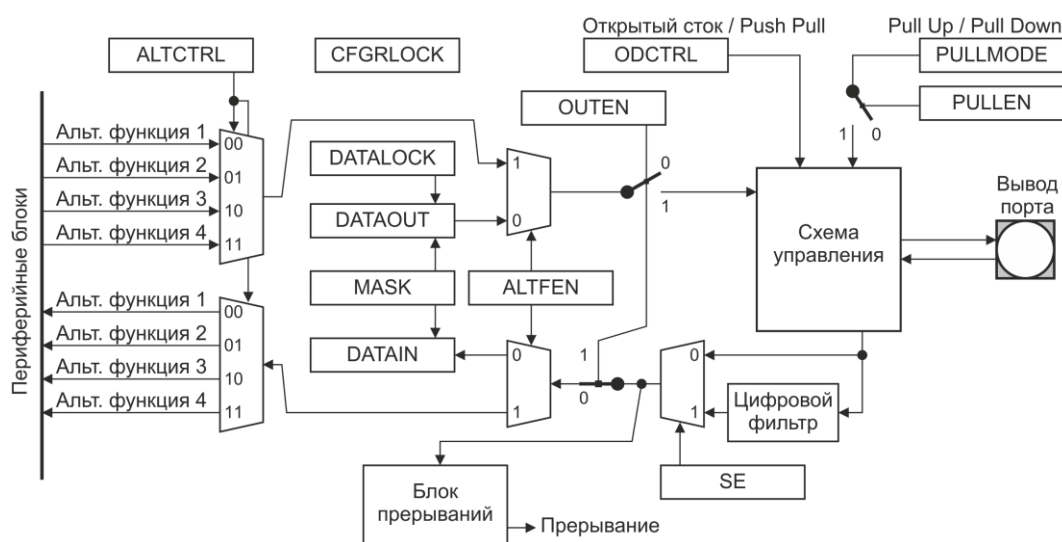 Открытый сток / Push Pull
Pull Up / Pull Down
ALTCTRL
CFGRLOCK
ODCTRL
PULLMODE
OUTEN
PULLEN
Периферийные блоки
Альт. функция 1
00
Альт. функция 2
01
Альт. функция 3
10
Альт. функция 4
11
DATALOCK
DATAOUT
MASK
DATAIN
ALTFEN
1
0
0
1
1
0
Схема
управления
Вывод
порта
Альт. функция 1
00
Альт. функция 2
01
Альт. функция 3
10
Альт. функция 4
11
0
1
1
0
0
1
Цифровой
фильтр
SE
Блок
прерываний
Прерывание